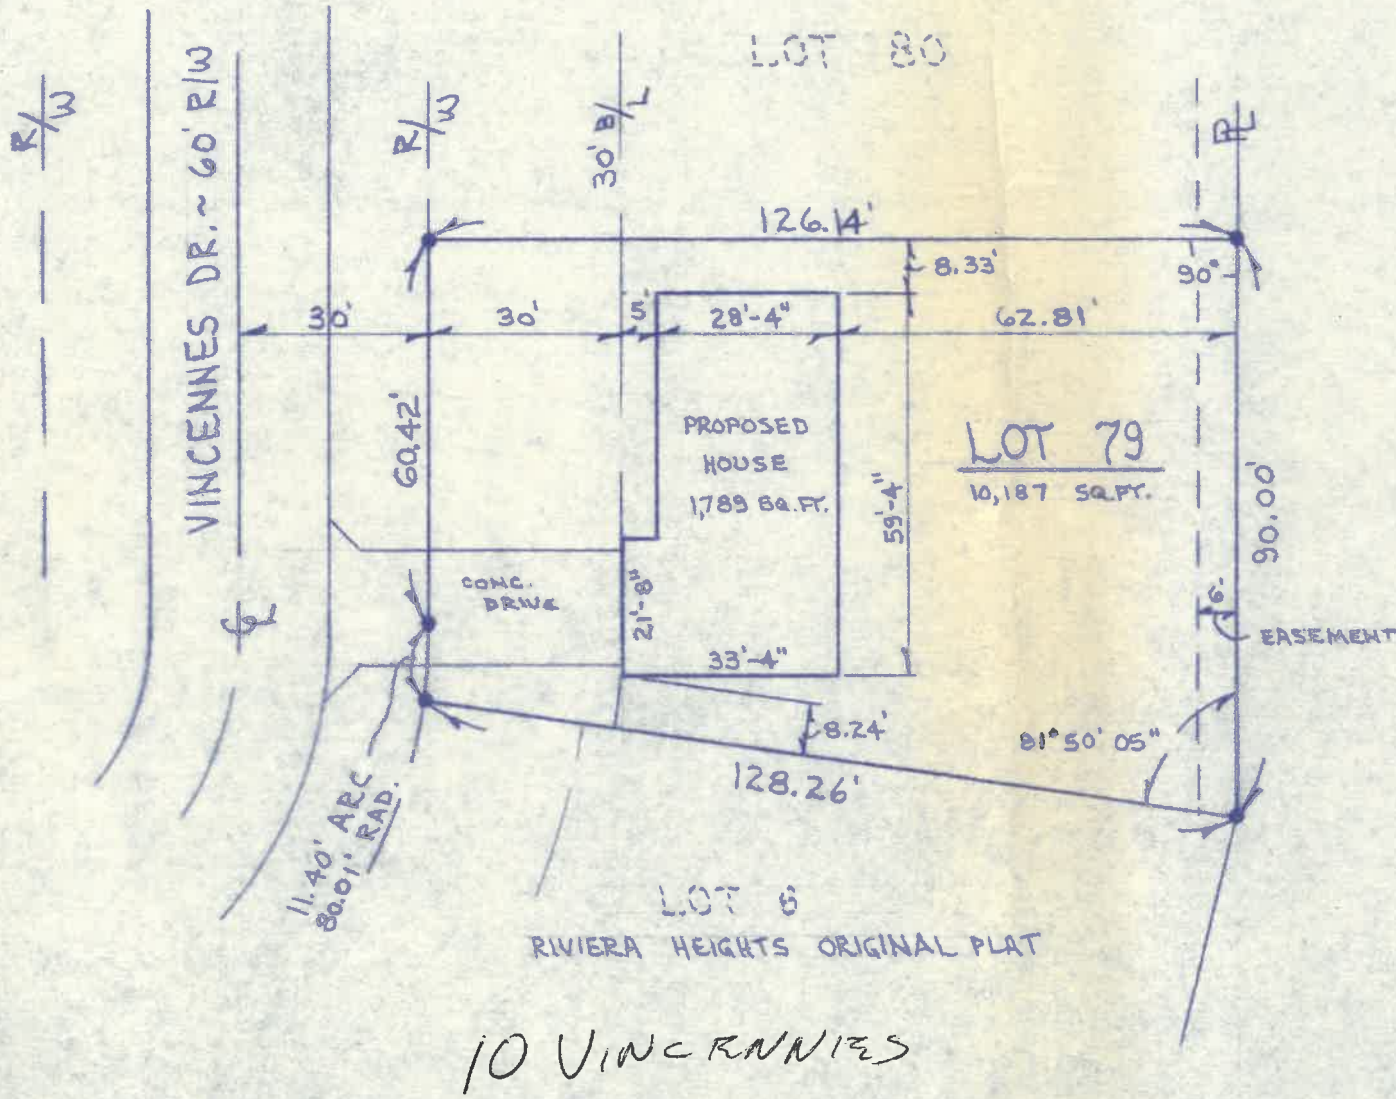 LOT 80
R/W
VINCENNES DR. ~ 60' R/W
R/W
30' B/L
PL
126.14'
8.33'
90°
30'
30'
5'
28'-4"
62.81'
60.42'
PROPOSED
HOUSE
1,789 SQ.FT.
LOT 79
10,187 SQ.FT.
59'-4"
90.00'
CONC.
DRIVE
21'-8"
33'-4"
6'
EASEMENT
CL
8.24'
81° 50' 05"
128.26'
11.40' ARC
80.01' RAD.
LOT 6
RIVIERA HEIGHTS ORIGINAL PLAT
10 VINCENNIES